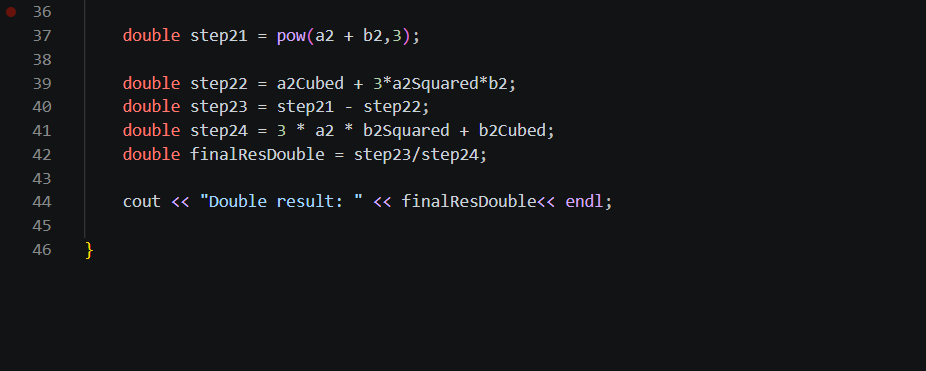 36
37 double step21 = pow(a2 + b2,3);
38
39 double step22 = a2Cubed + 3*a2Squared*b2;
40 double step23 = step21 - step22;
41 double step24 = 3 * a2 * b2Squared + b2Cubed;
42 double finalResDouble = step23/step24;
43
44 cout << "Double result: " << finalResDouble<< endl;
45
46 }